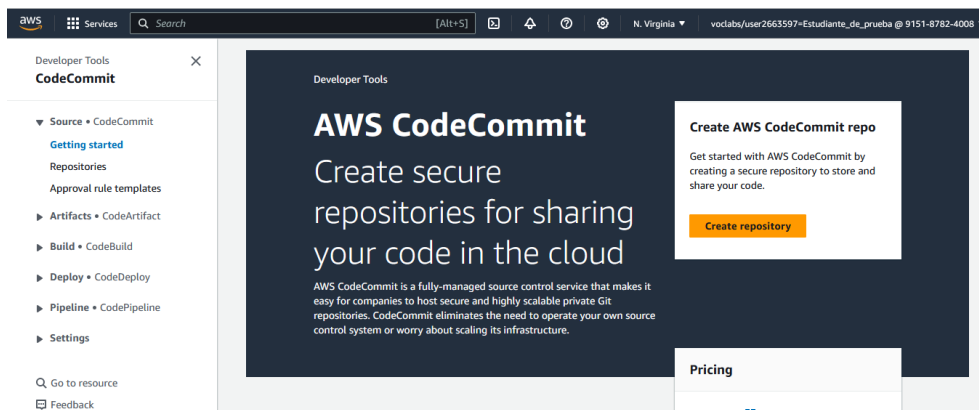 aws Services Search [Alt+S] N. Virginia ▼ voclabs/user2663597=Estudiante_de_prueba @ 9151-8782-4008
Developer Tools
CodeCommit
Source • CodeCommit
Getting started
Repositories
Approval rule templates
Artifacts • CodeArtifact
Build • CodeBuild
Deploy • CodeDeploy
Pipeline • CodePipeline
Settings
Go to resource
Feedback
Developer Tools
AWS CodeCommit
Create secure
repositories for sharing
your code in the cloud
AWS CodeCommit is a fully-managed source control service that makes it
easy for companies to host secure and highly scalable private Git
repositories. CodeCommit eliminates the need to operate your own source
control system or worry about scaling its infrastructure.
Create AWS CodeCommit repo
Get started with AWS CodeCommit by
creating a secure repository to store and
share your code.
Create repository
Pricing